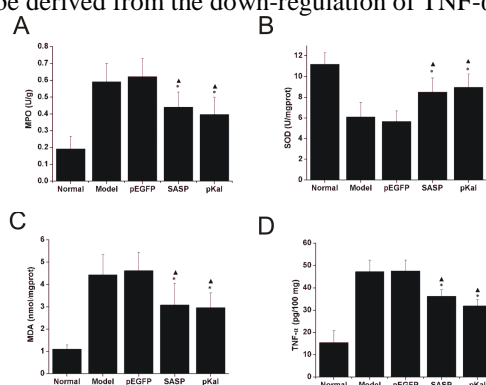 be derived from the down-regulation of TNF-α
A
0.8
0.7
0.6
0.5
0.4
0.3
0.2
0.1
0.0
MPO (U/g)
Normal Model pEGFP SASP pKal
B
12
10
8
6
4
2
0
SOD (U/mgprot)
Normal Model pEGFP SASP pKal
C
6
5
4
3
2
1
0
MDA (nmol/mgprot)
Normal Model pEGFP SASP pKal
D
60
50
40
30
20
10
0
TNF-α (pg/100 mg)
Normal Model pEGFP SASP pKal